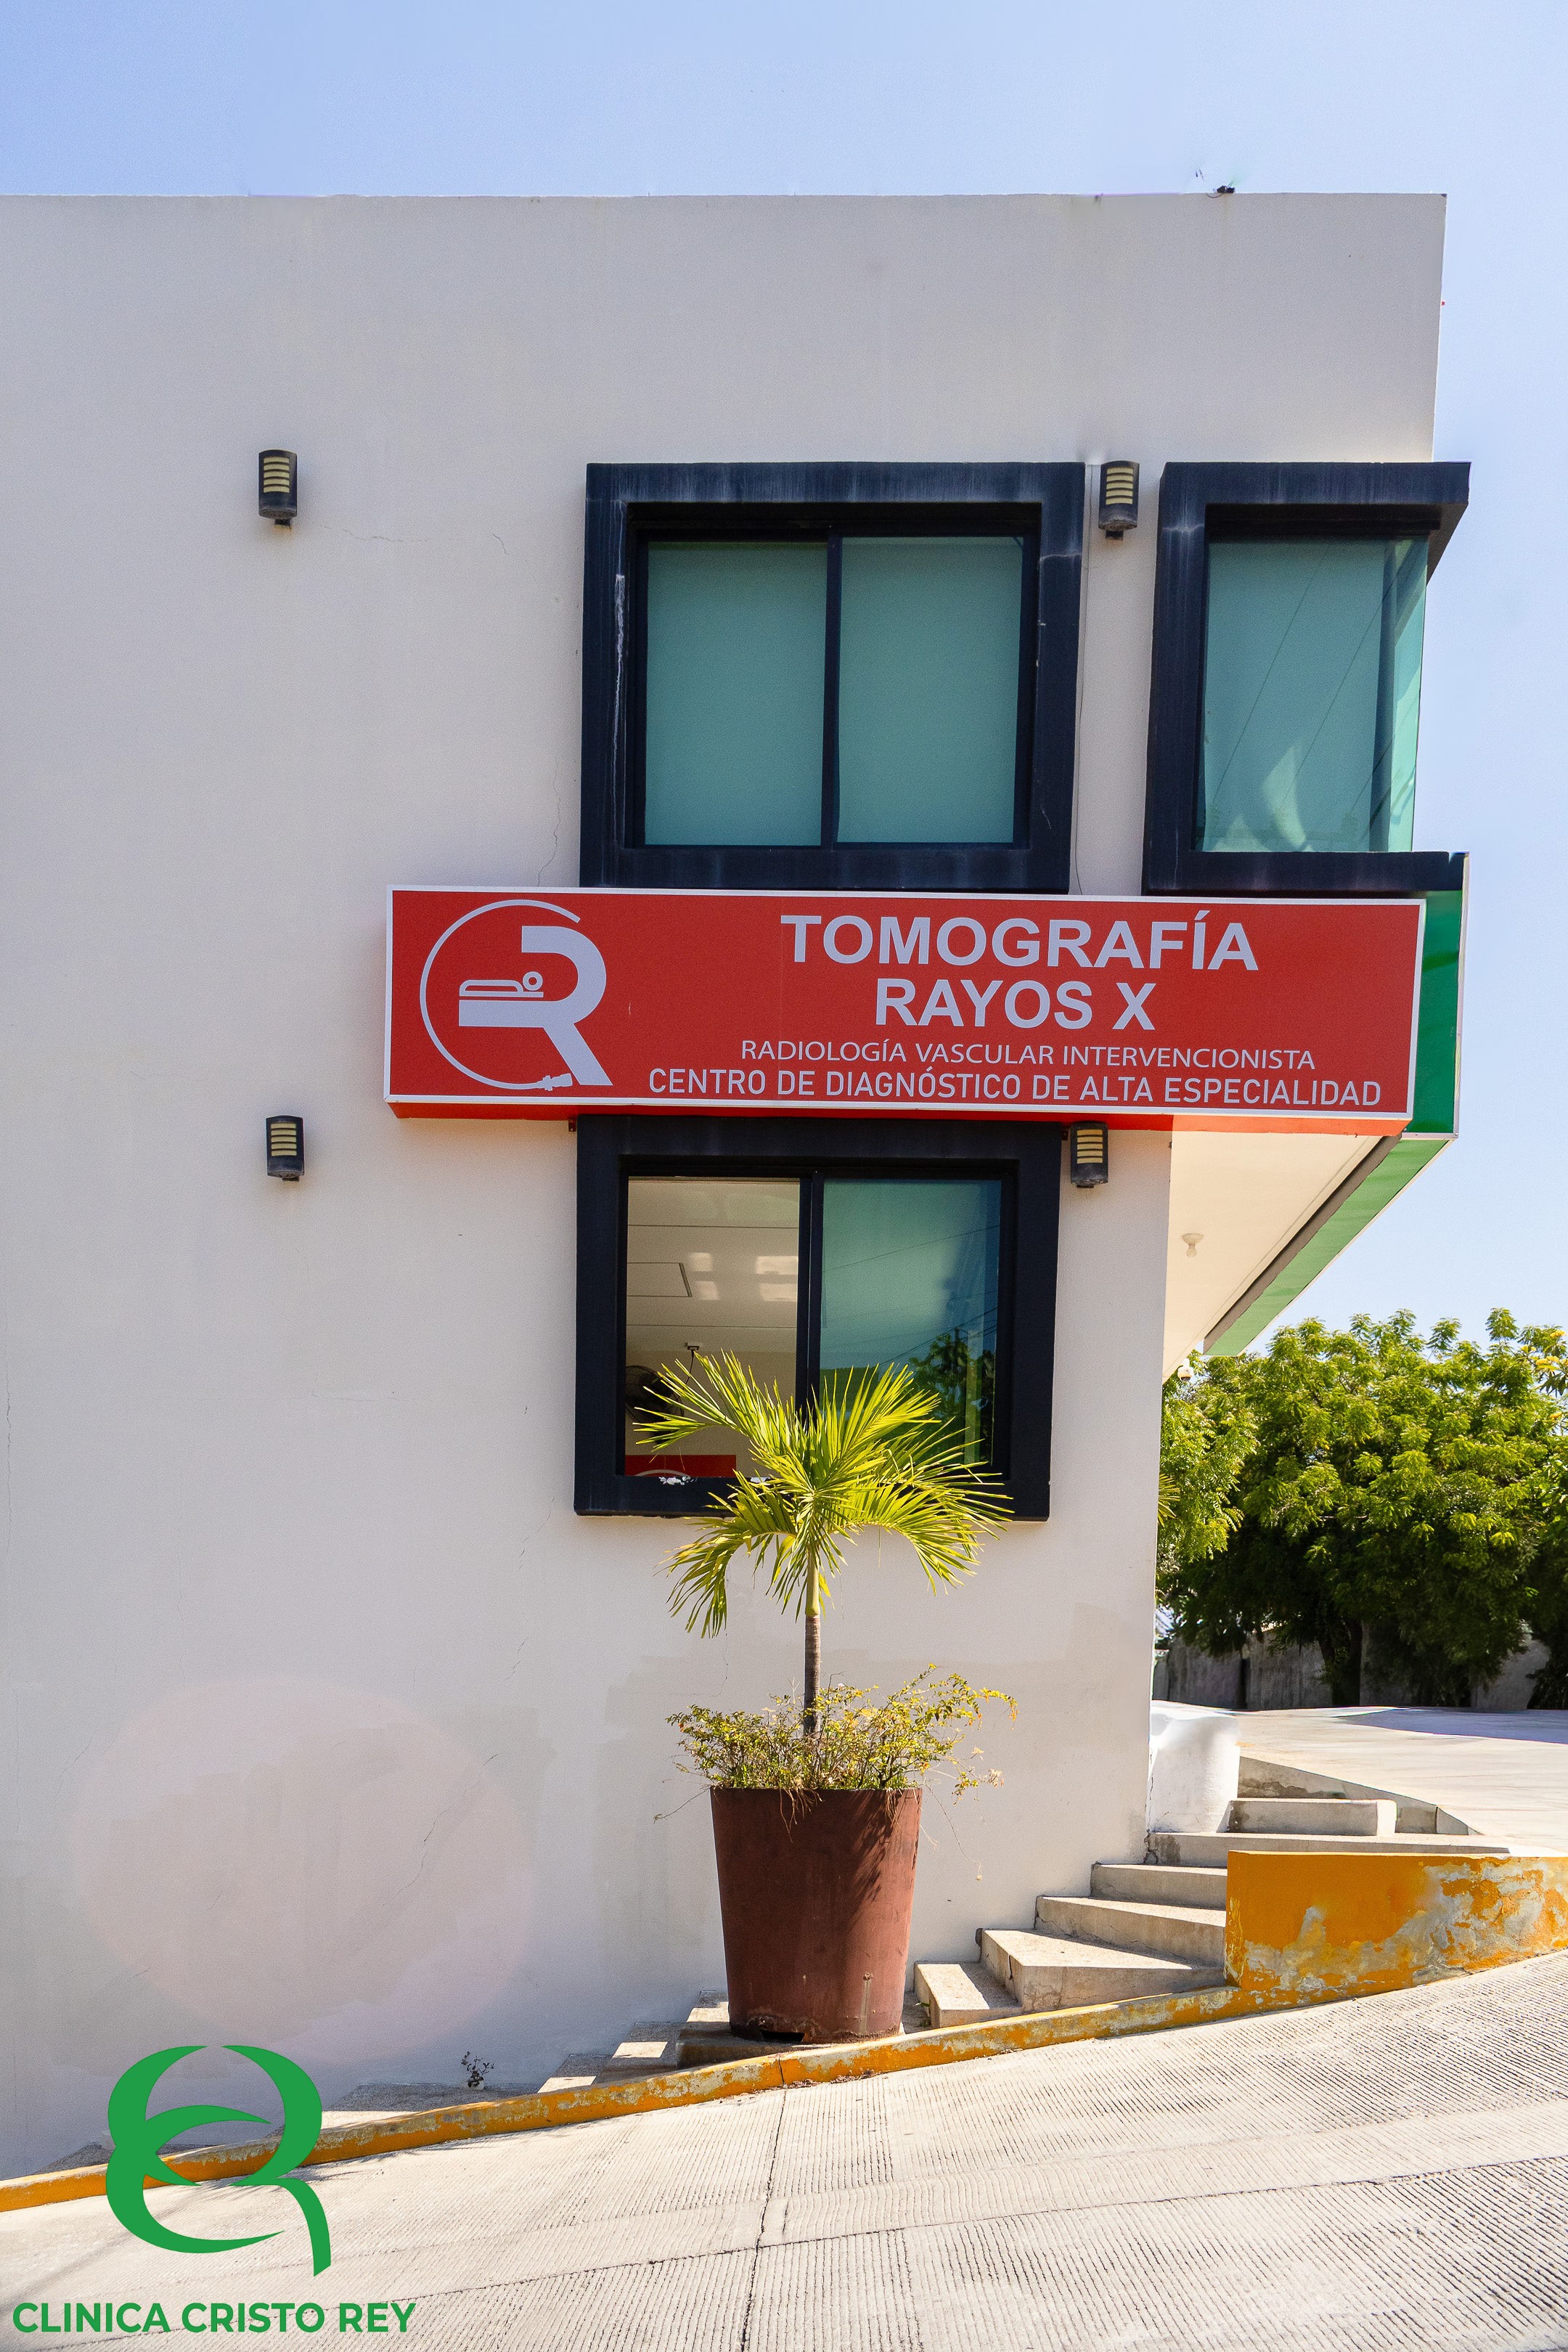 TOMOGRAFÍA
RAYOS X
RADIOLOGÍA VASCULAR INTERVENCIONISTA
CENTRO DE DIAGNÓSTICO DE ALTA ESPECIALIDAD
CLINICA CRISTO REY